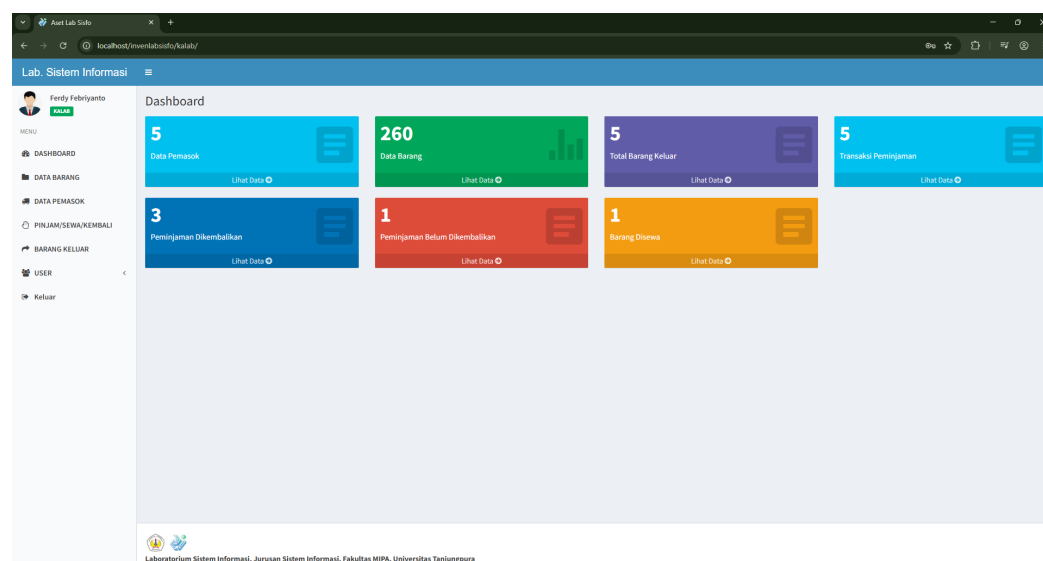 Aset Lab Sisfo
localhost/invenlabsisfo/kalab/
Lab. Sistem Informasi
Ferdy Febriyanto
KALAB
MENU
DASHBOARD
DATA BARANG
DATA PEMASOK
PINJAM/SEWA/KEMBALI
BARANG KELUAR
USER
Keluar
Dashboard
5
Data Pemasok
Lihat Data
260
Data Barang
Lihat Data
5
Total Barang Keluar
Lihat Data
5
Transaksi Peminjaman
Lihat Data
3
Peminjaman Dikembalikan
Lihat Data
1
Peminjaman Belum Dikembalikan
Lihat Data
1
Barang Disewa
Lihat Data
Laboratorium Sistem Informasi, Jurusan Sistem Informasi, Fakultas MIPA, Universitas Tanjungpura